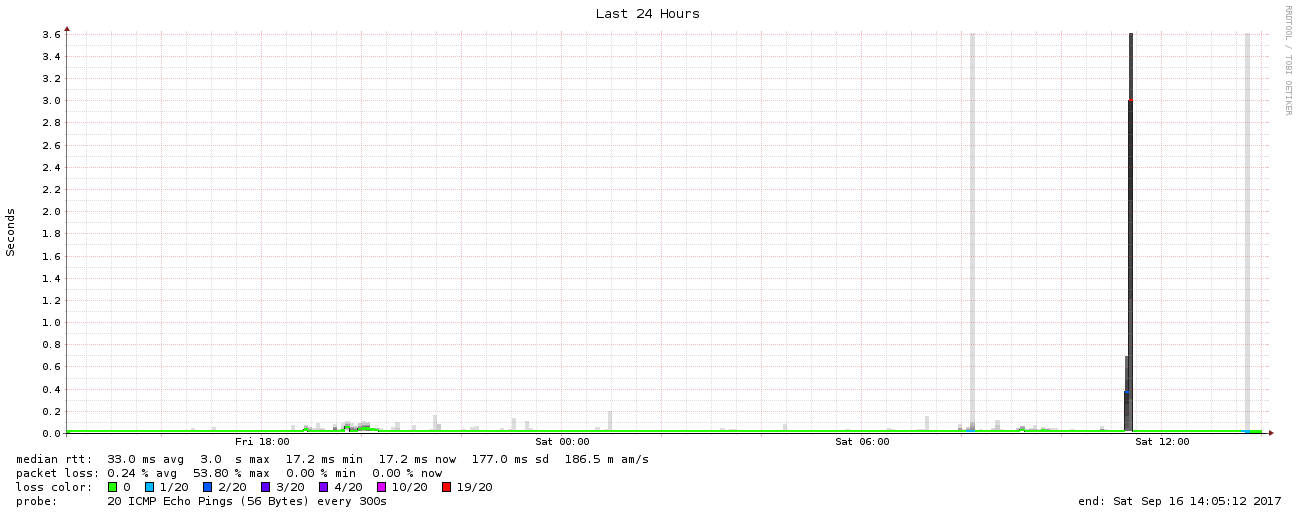 Last 24 Hours
RRDTOOL / TOBI OETIKER
Seconds
3.6
3.4
3.2
3.0
2.8
2.6
2.4
2.2
2.0
1.8
1.6
1.4
1.2
1.0
0.8
0.6
0.4
0.2
0.0
Fri 18:00 Sat 00:00 Sat 06:00 Sat 12:00
median rtt: 33.0 ms avg 3.0 s max 17.2 ms min 17.2 ms now 177.0 ms sd 186.5 m am/s
packet loss: 0.24 % avg 53.80 % max 0.00 % min 0.00 % now
loss color: 0 1/20 2/20 3/20 4/20 10/20 19/20
probe: 20 ICMP Echo Pings (56 Bytes) every 300s end: Sat Sep 16 14:05:12 2017